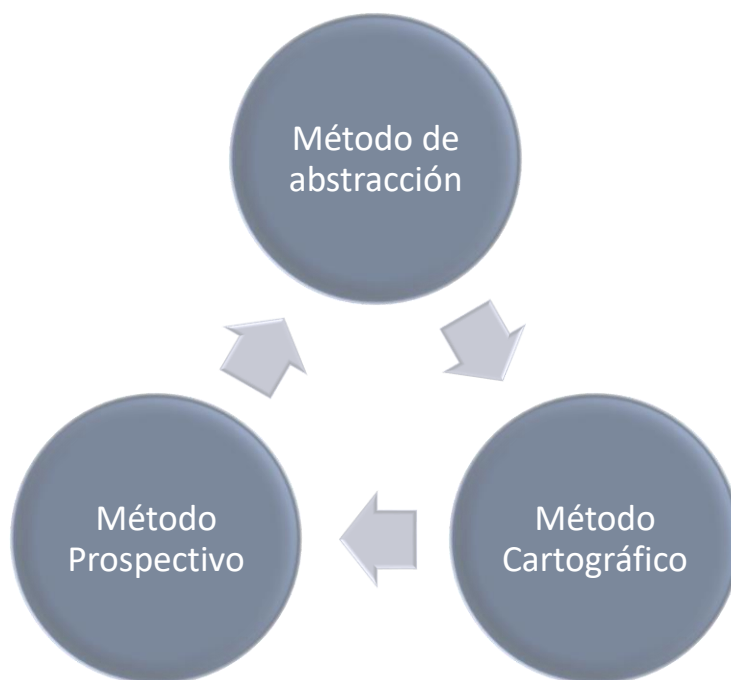 Método de
abstracción
Método
Cartográfico
Método
Prospectivo